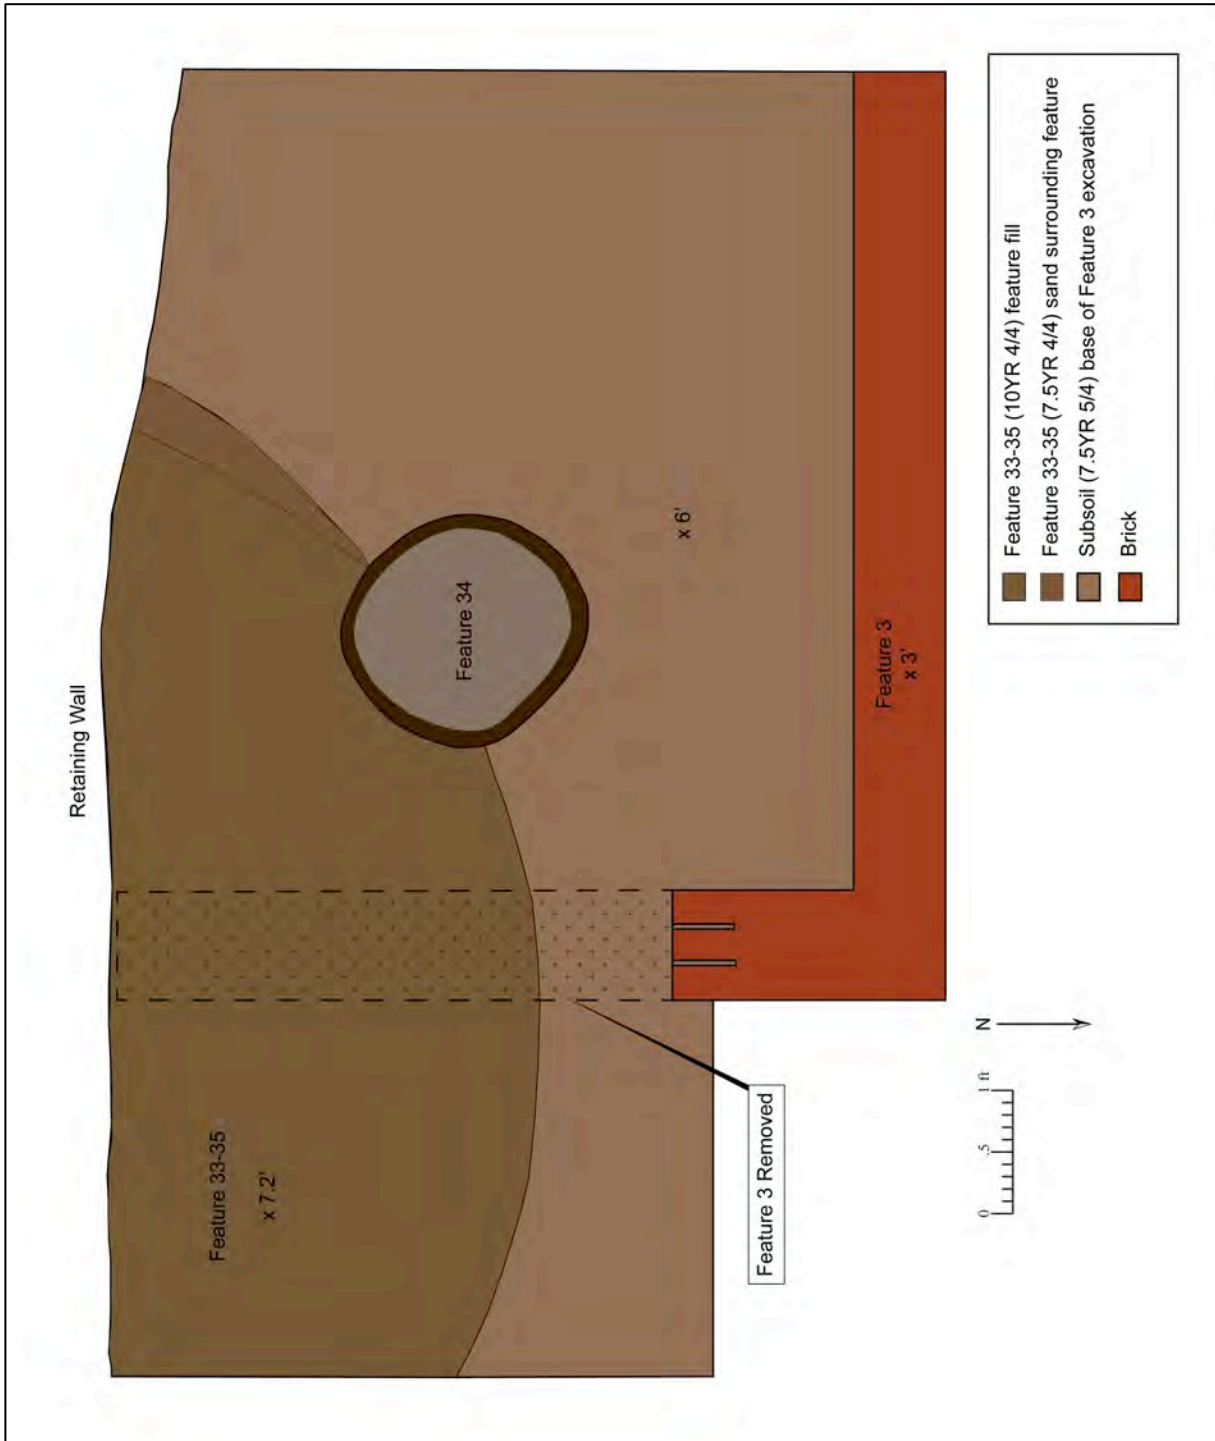 Retaining Wall
Feature 33-35
x 7.2'
Feature 34
x 6'
Feature 3
x 3'
Feature 3 Removed
0 .5 1 ft
N
Feature 33-35 (10YR 4/4) feature fill
Feature 33-35 (7.5YR 4/4) sand surrounding feature
Subsoil (7.5YR 5/4) base of Feature 3 excavation
Brick